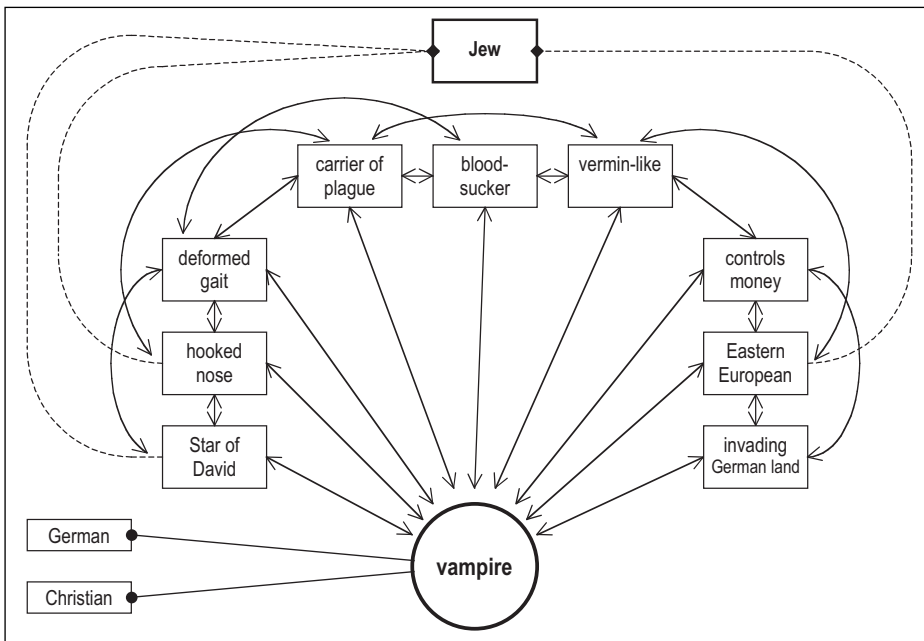 Jew
carrier of
plague
blood-
sucker
vermin-like
deformed
gait
controls
money
hooked
nose
Eastern
European
Star of
David
invading
German land
German
Christian
vampire